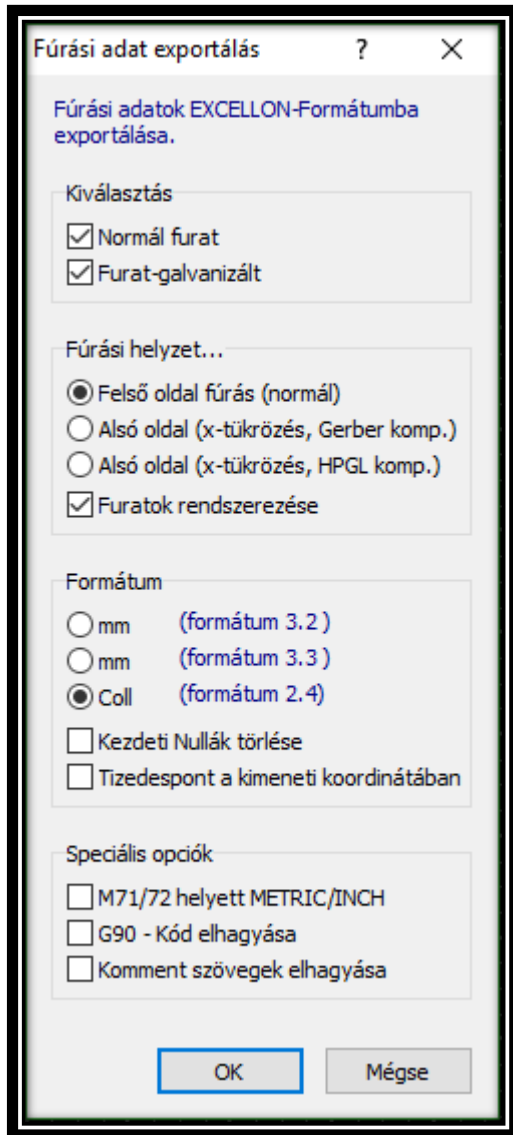 Fúrási adat exportálás ?
Fúrási adatok EXCELLON-Formátumba
exportálása.
Kiválasztás
Normál furat
Furat-galvanizált
Fúrási helyzet...
Felső oldal fúrás (normál)
Alsó oldal (x-tükrözés, Gerber komp.)
Alsó oldal (x-tükrözés, HPGL komp.)
Furatok rendszerezése
Formátum
mm (formátum 3.2 )
mm (formátum 3.3 )
Coll (formátum 2.4)
Kezdeti Nullák törlése
Tizedespont a kimeneti koordinátában
Speciális opciók
M71/72 helyett METRIC/INCH
G90 - Kód elhagyása
Komment szövegek elhagyása
OK Mégse